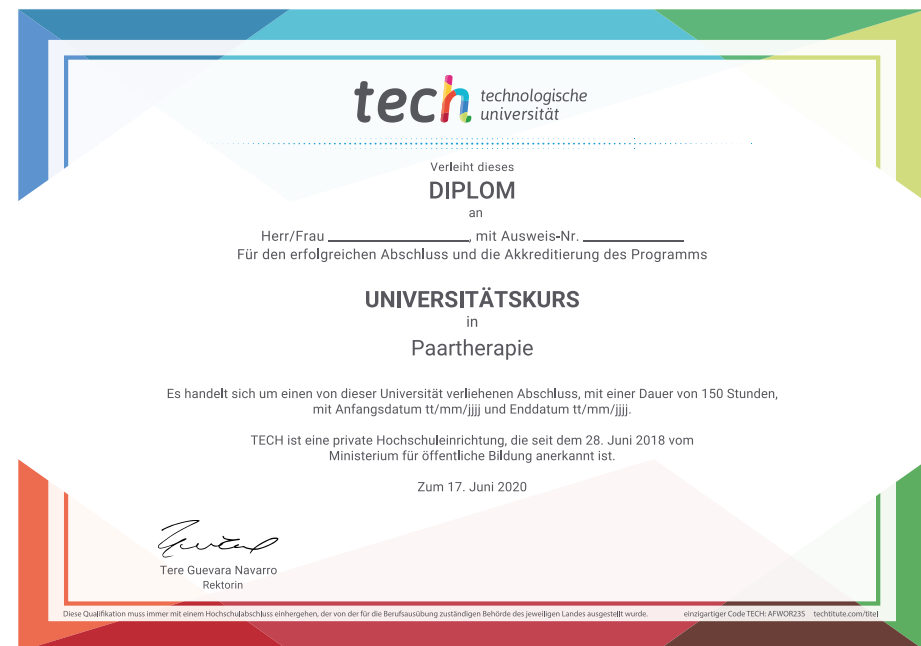 tech technologische
universität
Verleiht dieses
DIPLOM
an
Herr/Frau ____________________, mit Ausweis-Nr. ______________
Für den erfolgreichen Abschluss und die Akkreditierung des Programms
UNIVERSITÄTSKURS
in
Paartherapie
Es handelt sich um einen von dieser Universität verliehenen Abschluss, mit einer Dauer von 150 Stunden,
mit Anfangsdatum tt/mm/jjjj und Enddatum tt/mm/jjjj.
TECH ist eine private Hochschuleinrichtung, die seit dem 28. Juni 2018 vom
Ministerium für öffentliche Bildung anerkannt ist.
Zum 17. Juni 2020
Tere Guevara Navarro
Rektorin
Diese Qualifikation muss immer mit einem Hochschulabschluss einhergehen, der von der für die Berufsausübung zuständigen Behörde des jeweiligen Landes ausgestellt wurde. einzigartiger Code TECH: AFWOR23S techtitute.com/titel